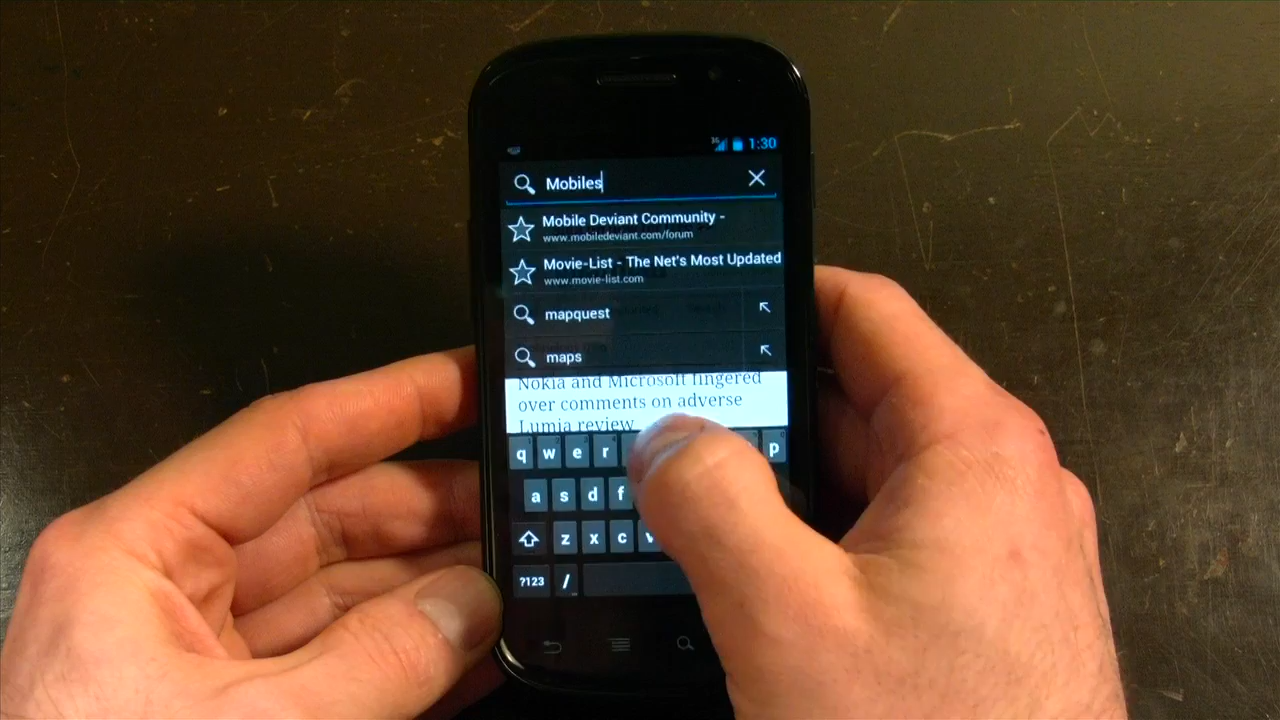 3G 1:30
Mobiles
Mobile Deviant Community -
www.mobiledeviant.com/forum
Movie-List - The Net's Most Updated
www.movie-list.com
mapquest
maps
Nokia and Microsoft fingered
over comments on adverse
Lumia review
q w e r p
a s d f
z x c v
?123 /